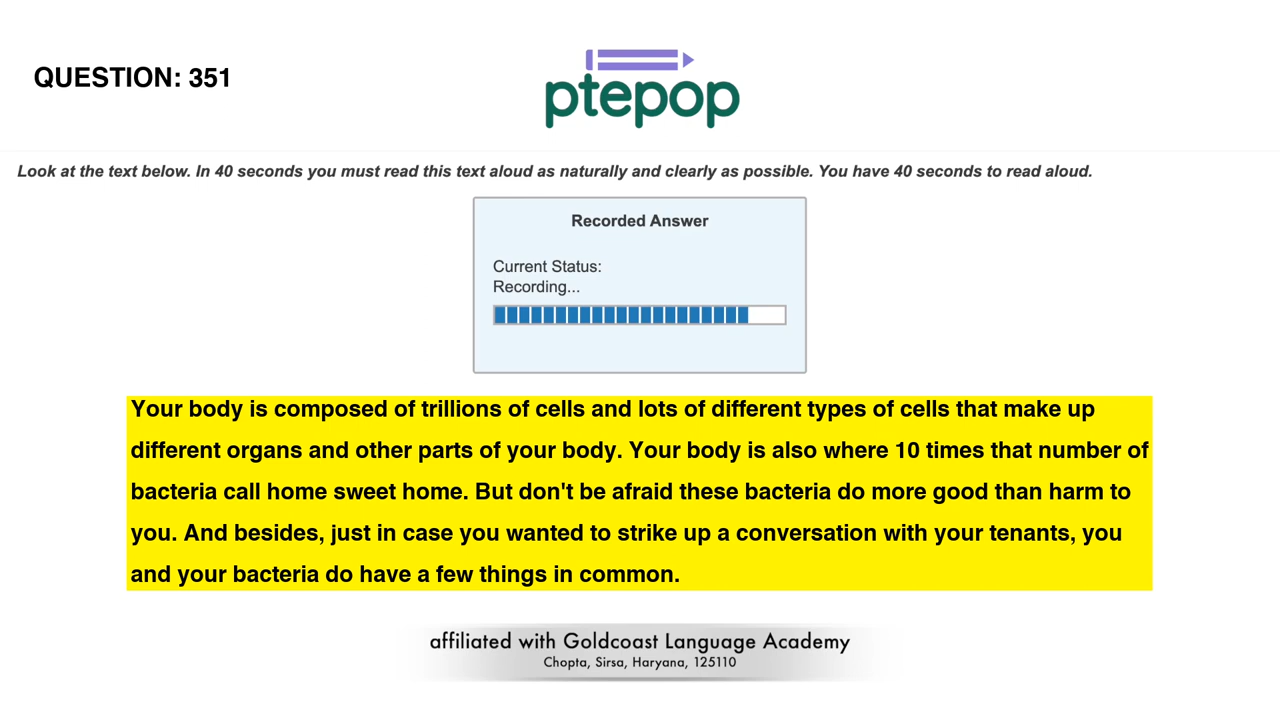 QUESTION: 351
ptepop
Look at the text below. In 40 seconds you must read this text aloud as naturally and clearly as possible. You have 40 seconds to read aloud.
Recorded Answer
Current Status:
Recording...
Your body is composed of trillions of cells and lots of different types of cells that make up
different organs and other parts of your body. Your body is also where 10 times that number of
bacteria call home sweet home. But don't be afraid these bacteria do more good than harm to
you. And besides, just in case you wanted to strike up a conversation with your tenants, you
and your bacteria do have a few things in common.
affiliated with Goldcoast Language Academy
Chopta, Sirsa, Haryana, 125110